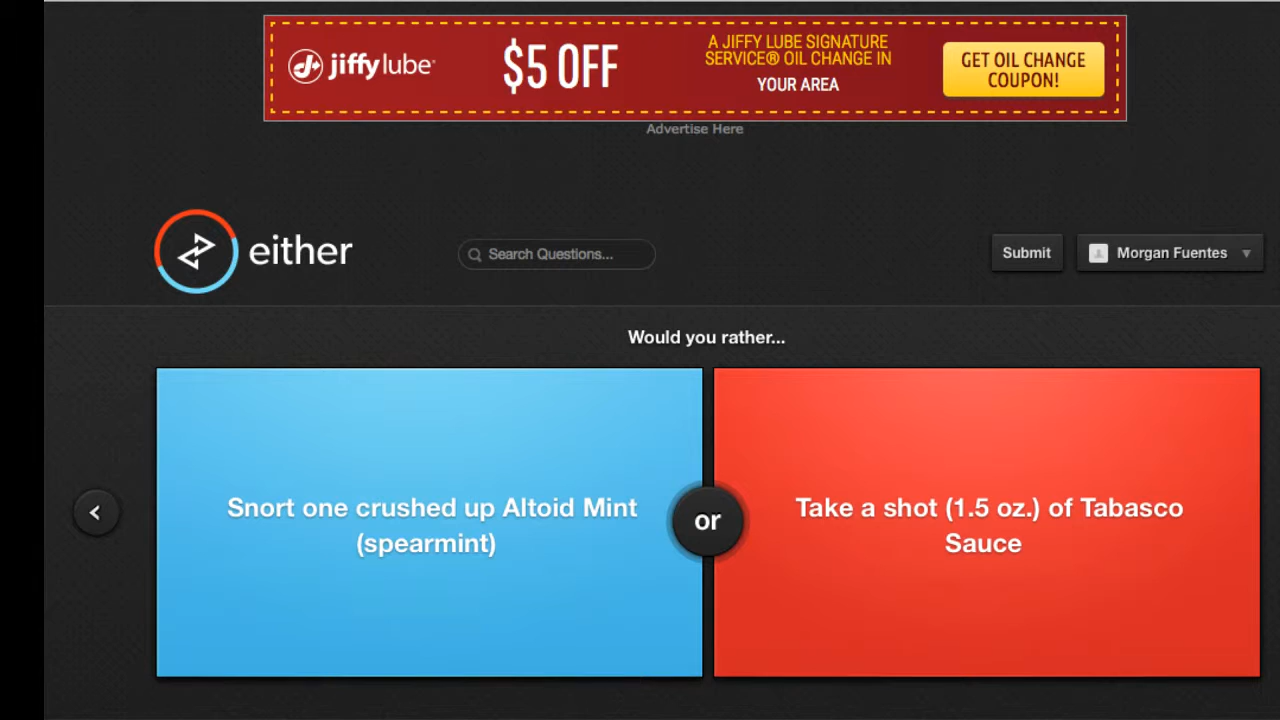 jiffylube
$5 OFF
A JIFFY LUBE SIGNATURE
SERVICE® OIL CHANGE IN
YOUR AREA
GET OIL CHANGE
COUPON!
Advertise Here
either
Search Questions...
Submit
Morgan Fuentes
Would you rather...
Snort one crushed up Altoid Mint
(spearmint)
or
Take a shot (1.5 oz.) of Tabasco
Sauce